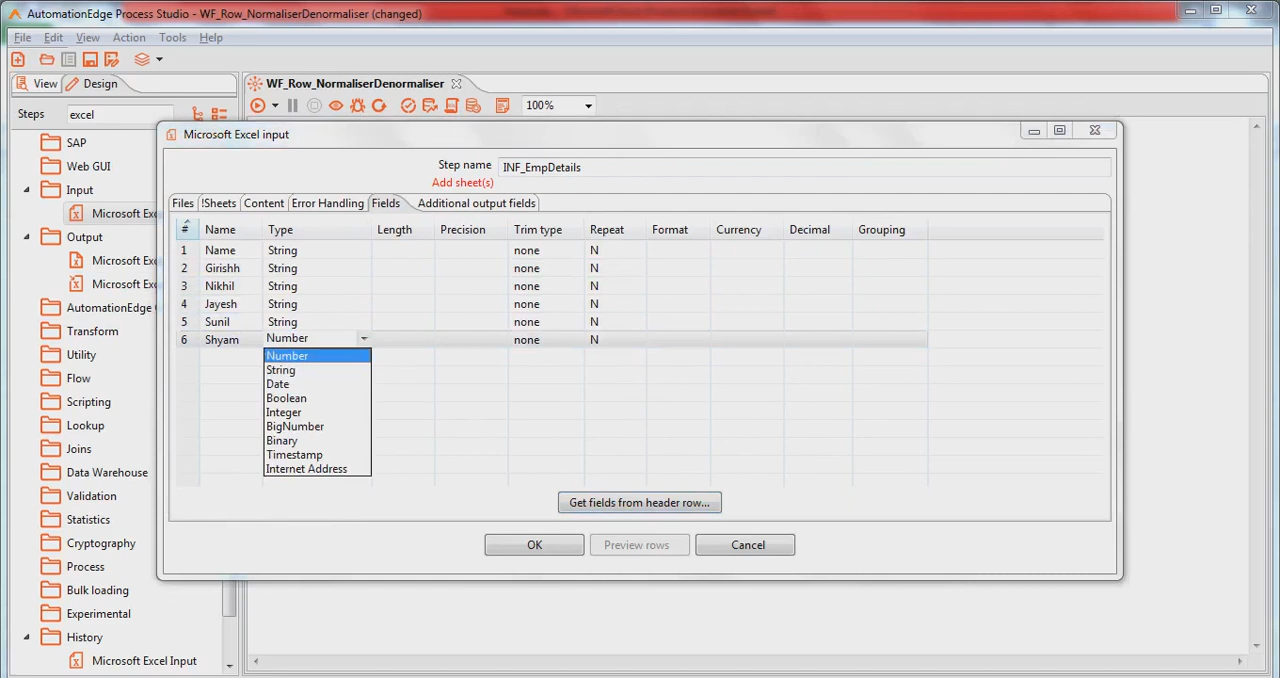 AutomationEdge Process Studio - WF_Row_NormaliserDenormaliser (changed)
File Edit View Action Tools Help
View Design
WF_Row_NormaliserDenormaliser
100%
Steps excel
SAP
Web GUI
Input
Microsoft Exc
Output
Microsoft Exc
Microsoft Exc
AutomationEdge
Transform
Utility
Flow
Scripting
Lookup
Joins
Data Warehouse
Validation
Statistics
Cryptography
Process
Bulk loading
Experimental
History
Microsoft Excel Input
Microsoft Excel input
Step name INF_EmpDetails
Add sheet(s)
Files !Sheets Content Error Handling Fields Additional output fields
# Name Type Length Precision Trim type Repeat Format Currency Decimal Grouping
1 Name String none N
2 Girishh String none N
3 Nikhil String none N
4 Jayesh String none N
5 Sunil String none N
6 Shyam Number none N
Number
String
Date
Boolean
Integer
BigNumber
Binary
Timestamp
Internet Address
Get fields from header row...
OK Preview rows Cancel